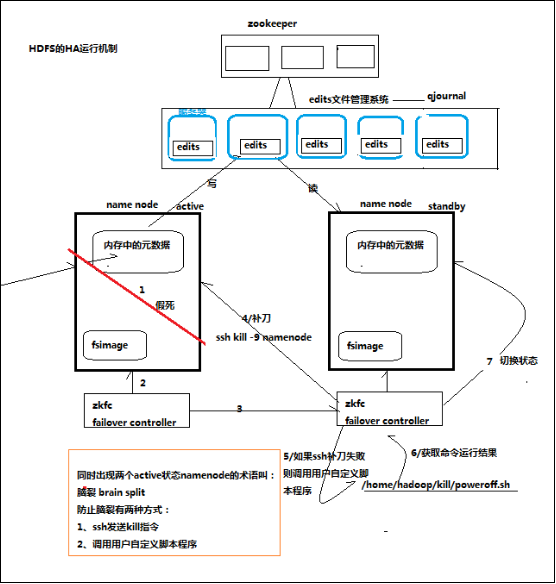 zookeeper
HDFS的HA运行机制
edits文件管理系统
qjournal
服务器
edits
edits
edits
edits
edits
写
读
name node
active
name node
standby
内存中的元数据
内存中的元数据
1
假死
4/补刀
ssh kill -9 namenode
fsimage
fsimage
7 切换状态
2
zkfc
failover controller
3
zkfc
failover controller
5/如果ssh补刀失败
则调用用户自定义脚
本程序
6/获取命令运行结果
/home/hadoop/kill/poweroff.sh
同时出现两个active状态namenode的术语叫：
脑裂 brain split
防止脑裂有两种方式：
1、ssh发送kill指令
2、调用用户自定义脚本程序